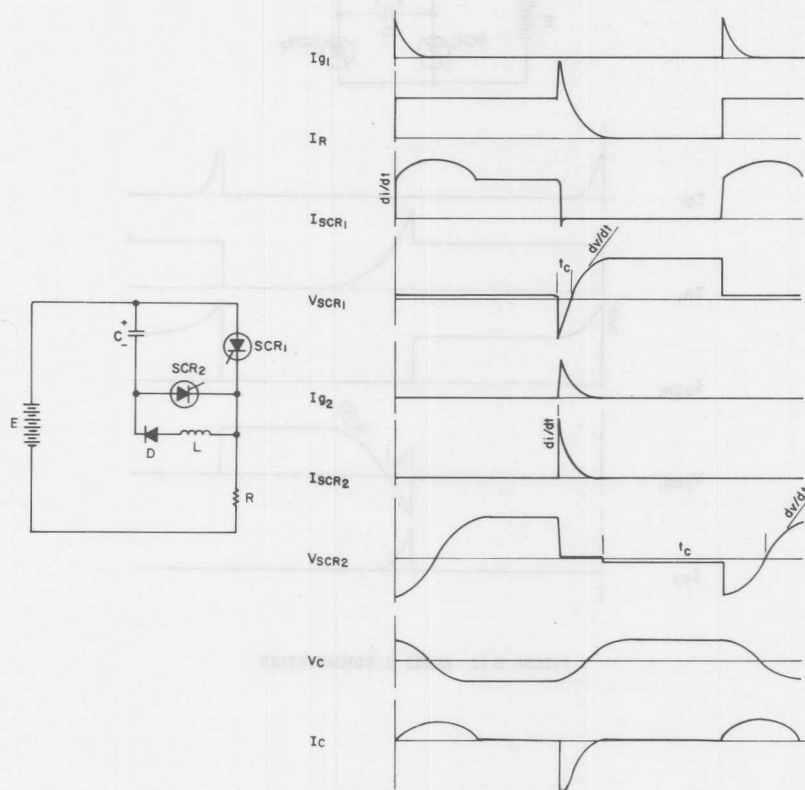 Ig1
IR
di/dt
ISCR1
dv/dt
tc
VSCR1
C
+
-
SCR1
SCR2
E
D
L
R
Ig2
di/dt
ISCR2
dv/dt
tc
VSCR2
VC
IC